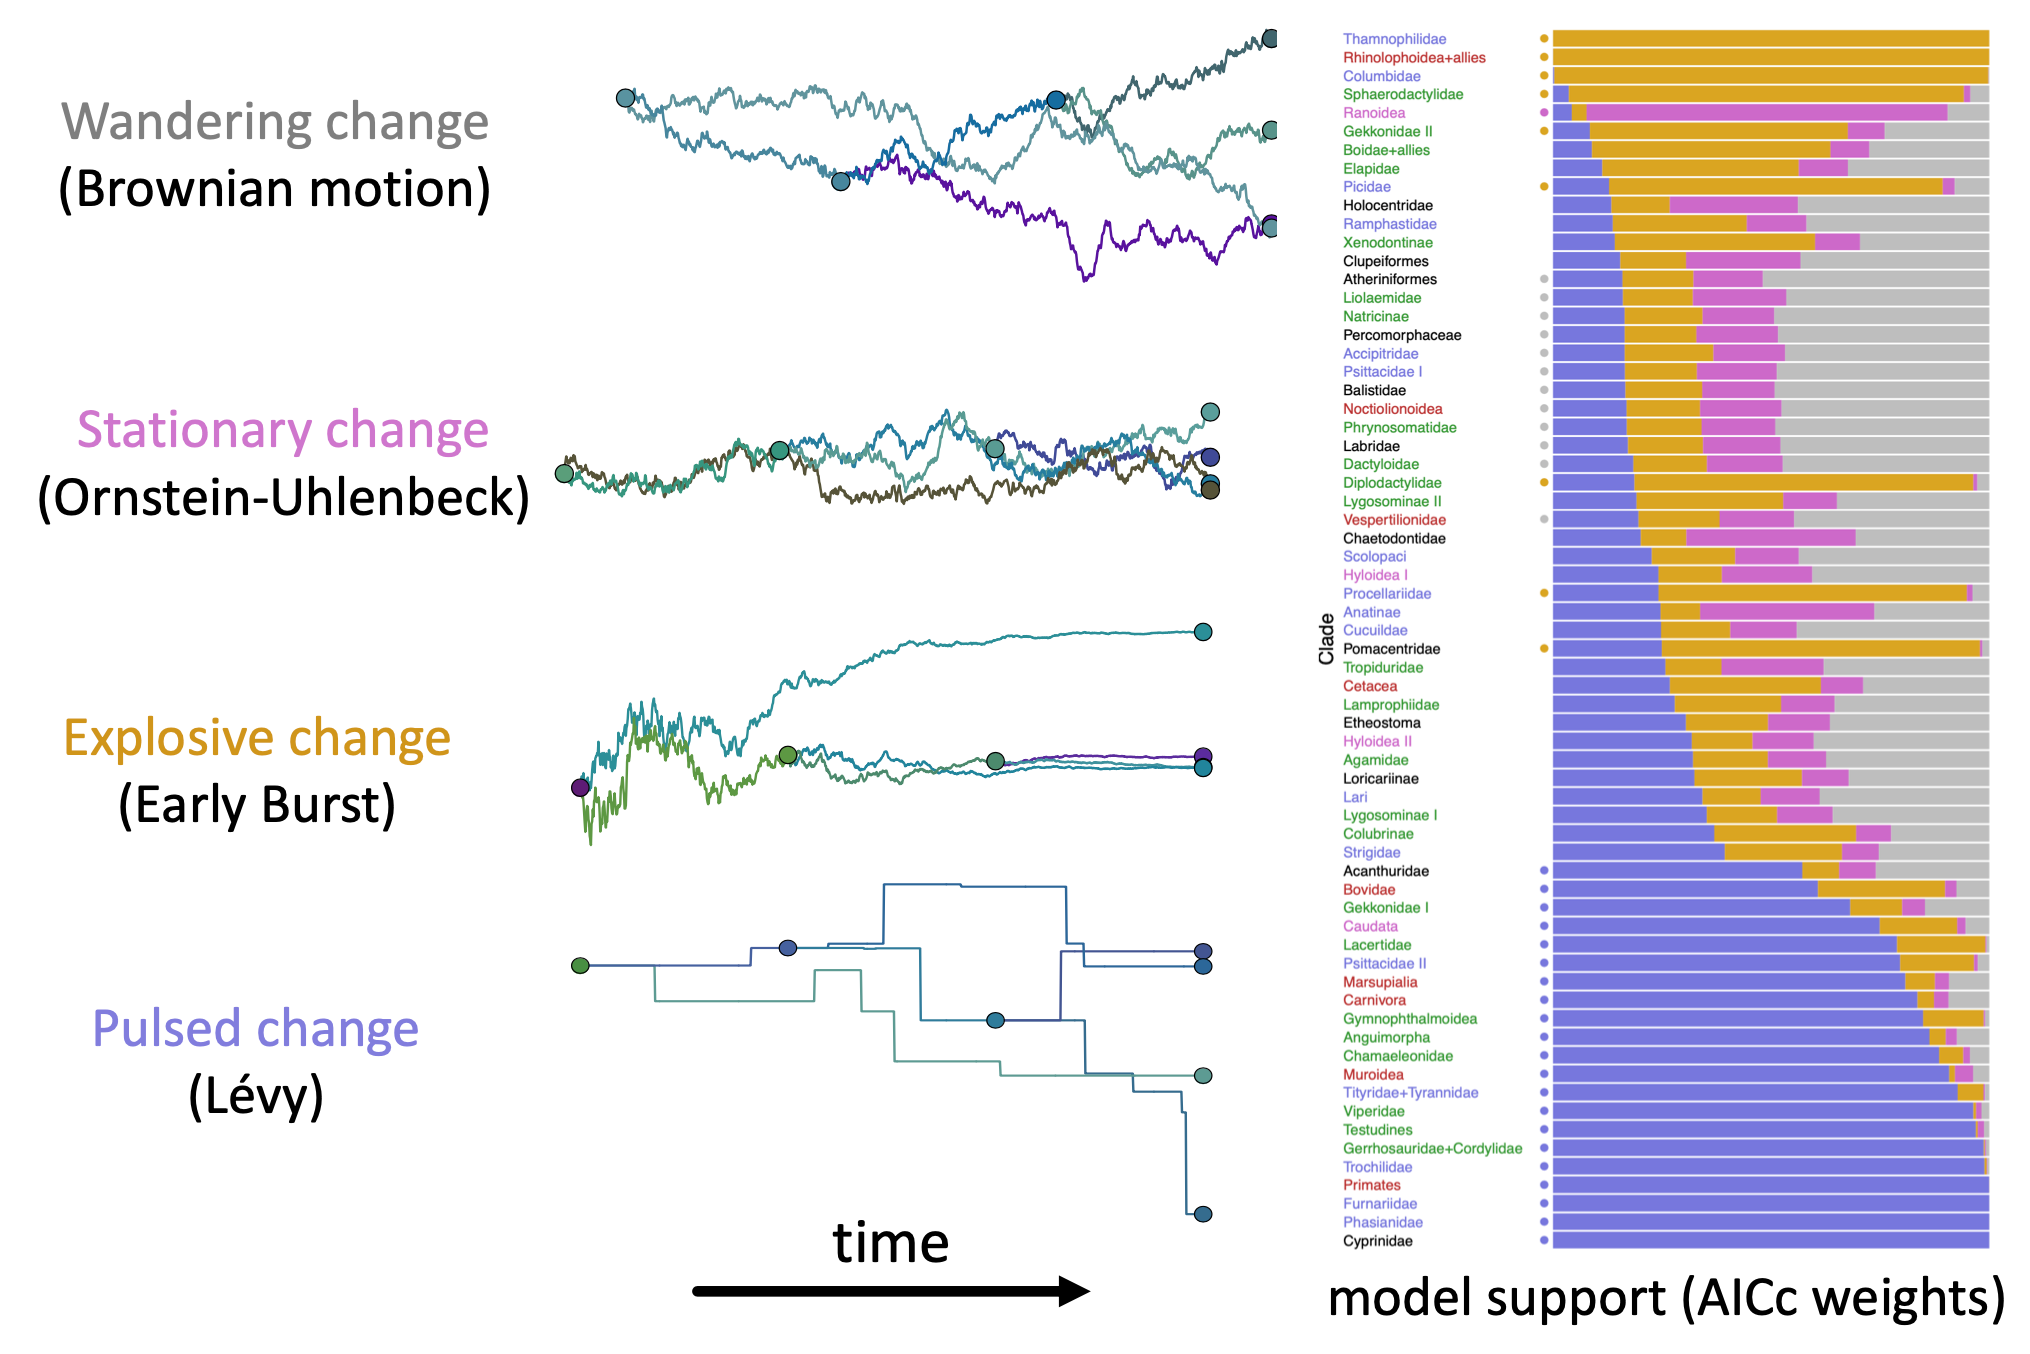 Wandering change
(Brownian motion)
Stationary change
(Ornstein-Uhlenbeck)
Explosive change
(Early Burst)
Pulsed change
(Lévy)
time
Clade
Thamnophilidae
Rhinolophoidea+allies
Columbidae
Sphaerodactylidae
Ranoidea
Gekkonidae II
Boidae+allies
Elapidae
Picidae
Holocentridae
Ramphastidae
Xenodontinae
Clupeiformes
Atheriniformes
Liolaemidae
Natricinae
Percomorphaceae
Accipitridae
Psittacidae I
Balistidae
Noctiolionoidea
Phrynosomatidae
Labridae
Dactyloidae
Diplodactylidae
Lygosominae II
Vespertilionidae
Chaetodontidae
Scolopaci
Hyloidea I
Procellariidae
Anatinae
Cucuildae
Pomacentridae
Tropiduridae
Cetacea
Lamprophiidae
Etheostoma
Hyloidea II
Agamidae
Loricariinae
Lari
Lygosominae I
Colubrinae
Strigidae
Acanthuridae
Bovidae
Gekkonidae I
Caudata
Lacertidae
Psittacidae II
Marsupialia
Carnivora
Gymnophthalmoidea
Anguimorpha
Chamaeleonidae
Muroidea
Tityridae+Tyrannidae
Viperidae
Testudines
Gerrhosauridae+Cordylidae
Trochilidae
Primates
Furnariidae
Phasianidae
Cyprinidae
model support (AICc weights)